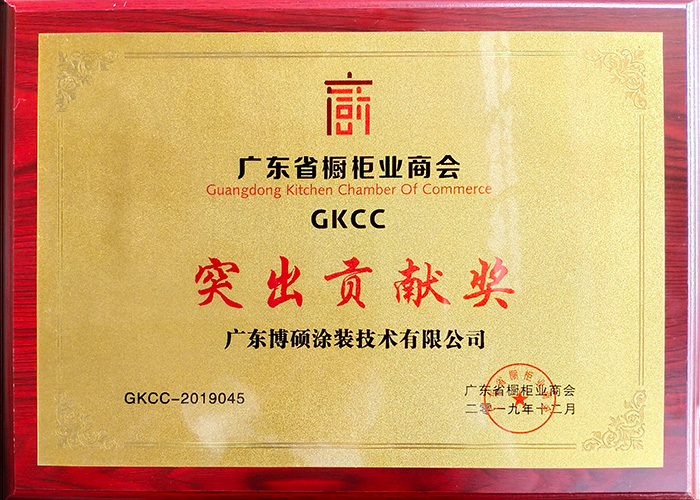 广东省橱柜业商会
Guangdong Kitchen Chamber Of Commerce
GKCC
突出贡献奖
广东博硕涂装技术有限公司
GKCC-2019045
广东省橱柜业商会
二零一九年十二月